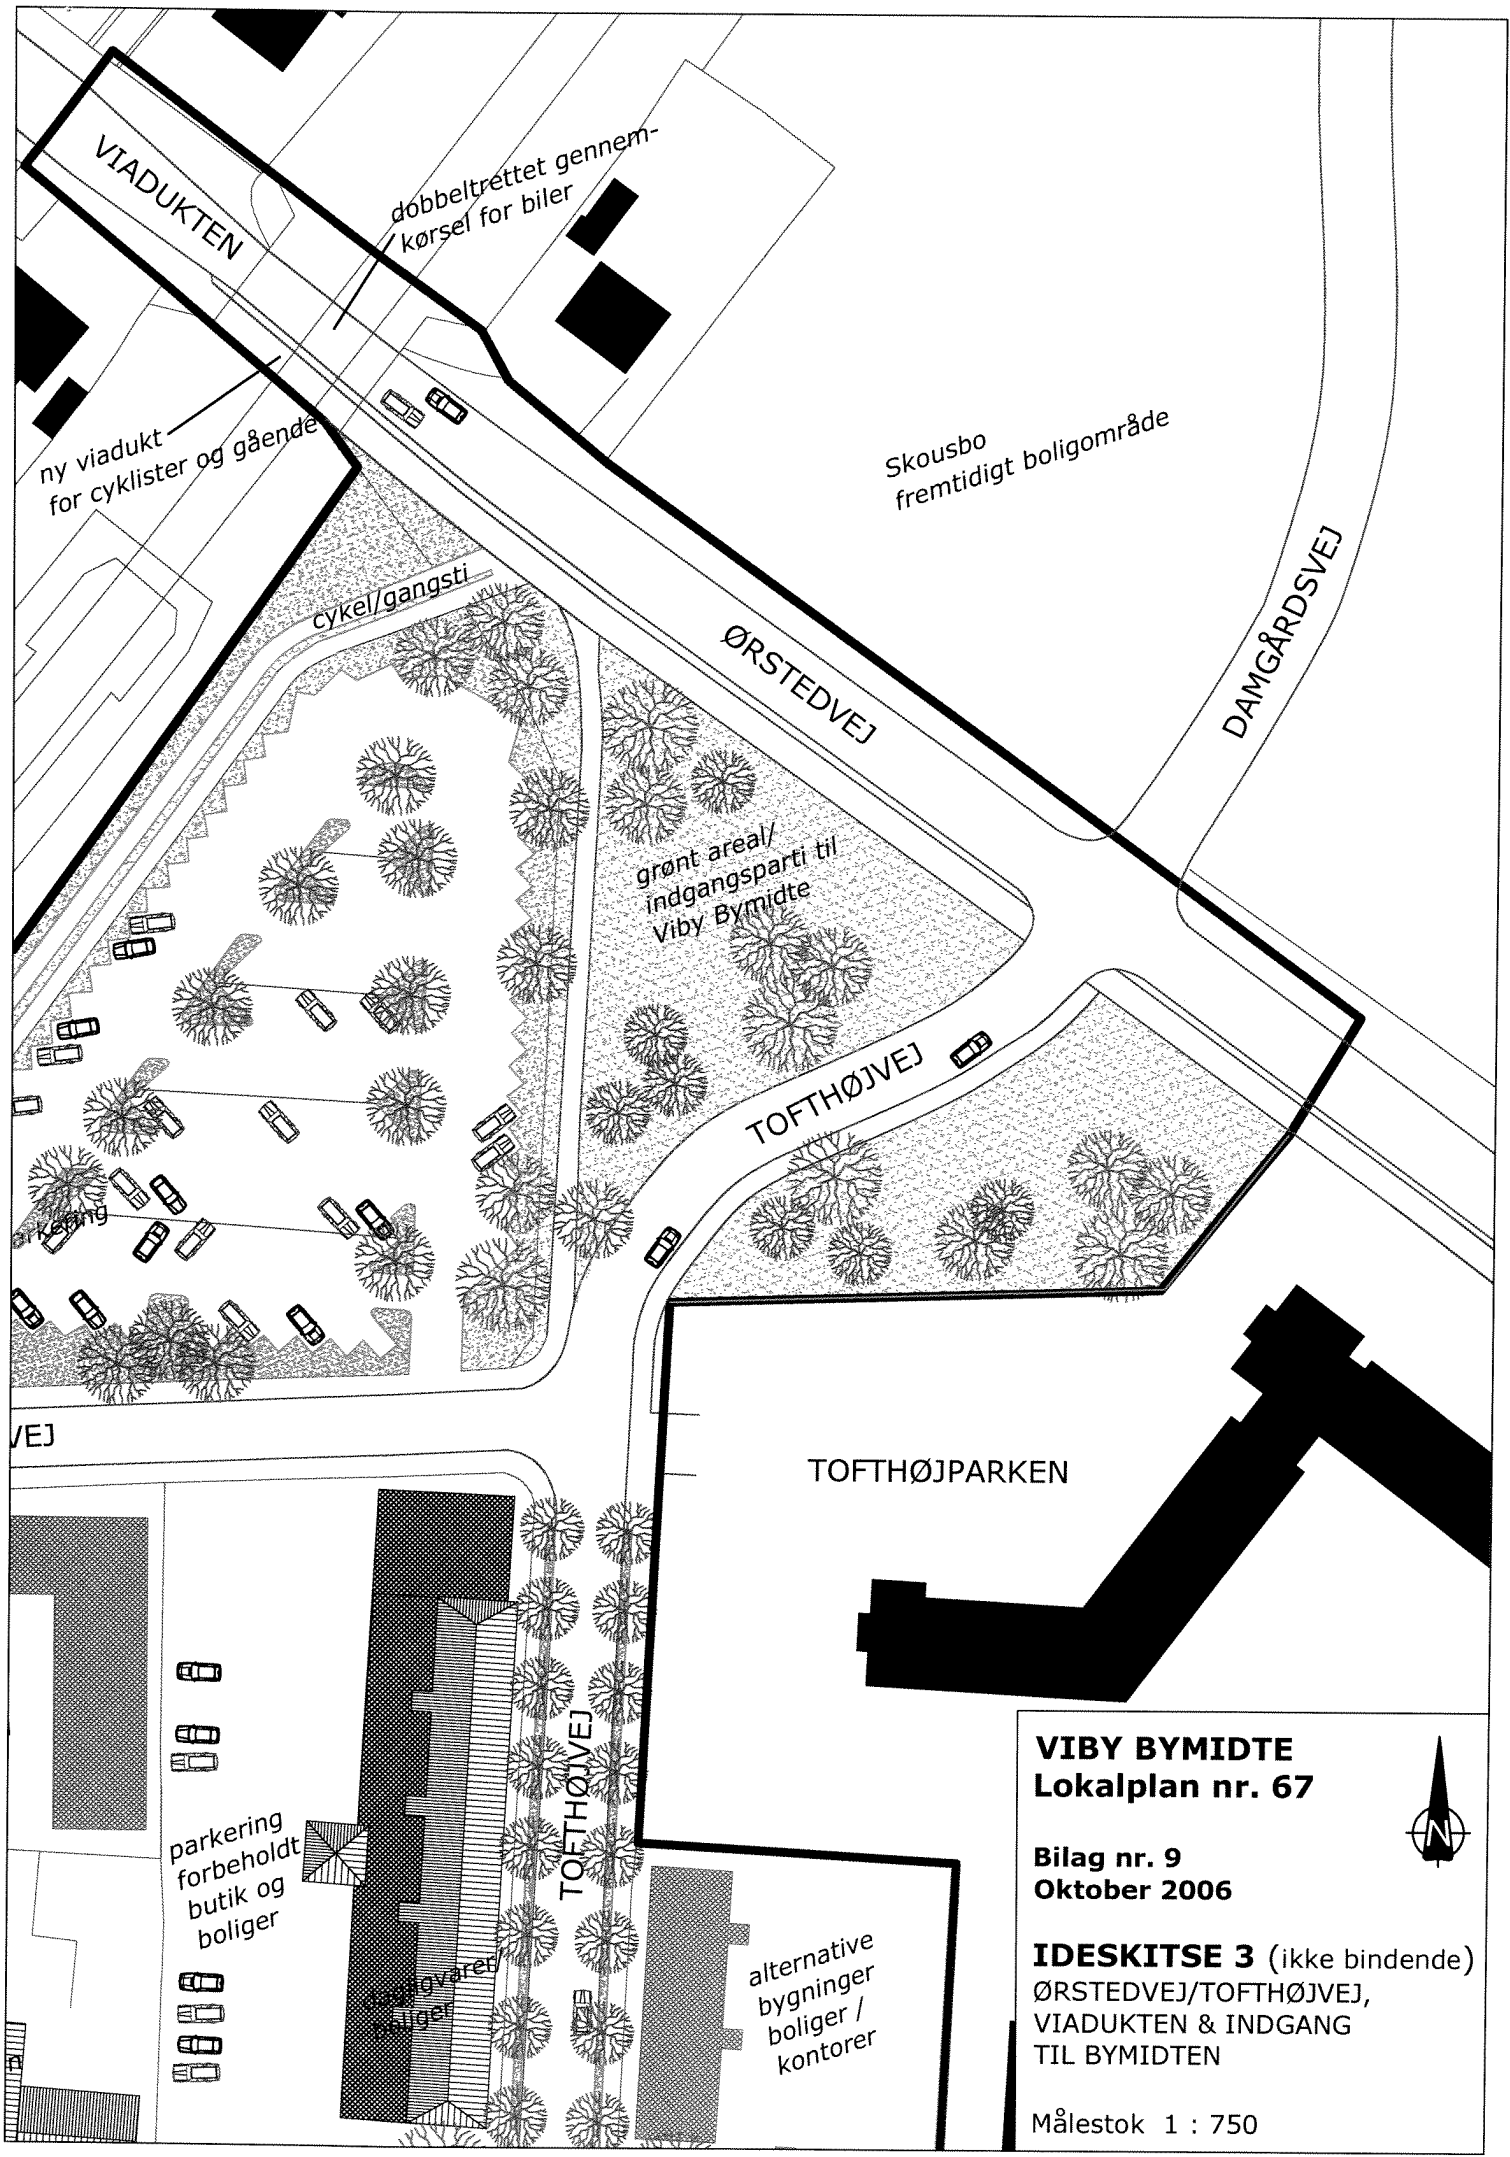 VIADUKTEN
dobbeltrettet gennem-
kørsel for biler
ny viadukt
for cyklister og gående
Skousbo
fremtidigt boligområde
cykel/gangsti
ØRSTEDVEJ
DAMGÅRDSVEJ
grønt areal/
indgangsparti til
Viby Bymidte
TOFTHØJVEJ
arkering
VEJ
TOFTHØJPARKEN
TOFTHØJVEJ
parkering
forbeholdt
butik og
boliger
dagligvarer/
boliger
alternative
bygninger
boliger /
kontorer
n
VIBY BYMIDTE
Lokalplan nr. 67
N
Bilag nr. 9
Oktober 2006
IDESKITSE 3 (ikke bindende)
ØRSTEDVEJ/TOFTHØJVEJ,
VIADUKTEN & INDGANG
TIL BYMIDTEN
Målestok 1 : 750